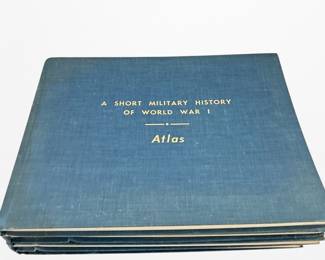 A SHORT MILITARY HISTORY
OF WORLD WAR I
Atlas